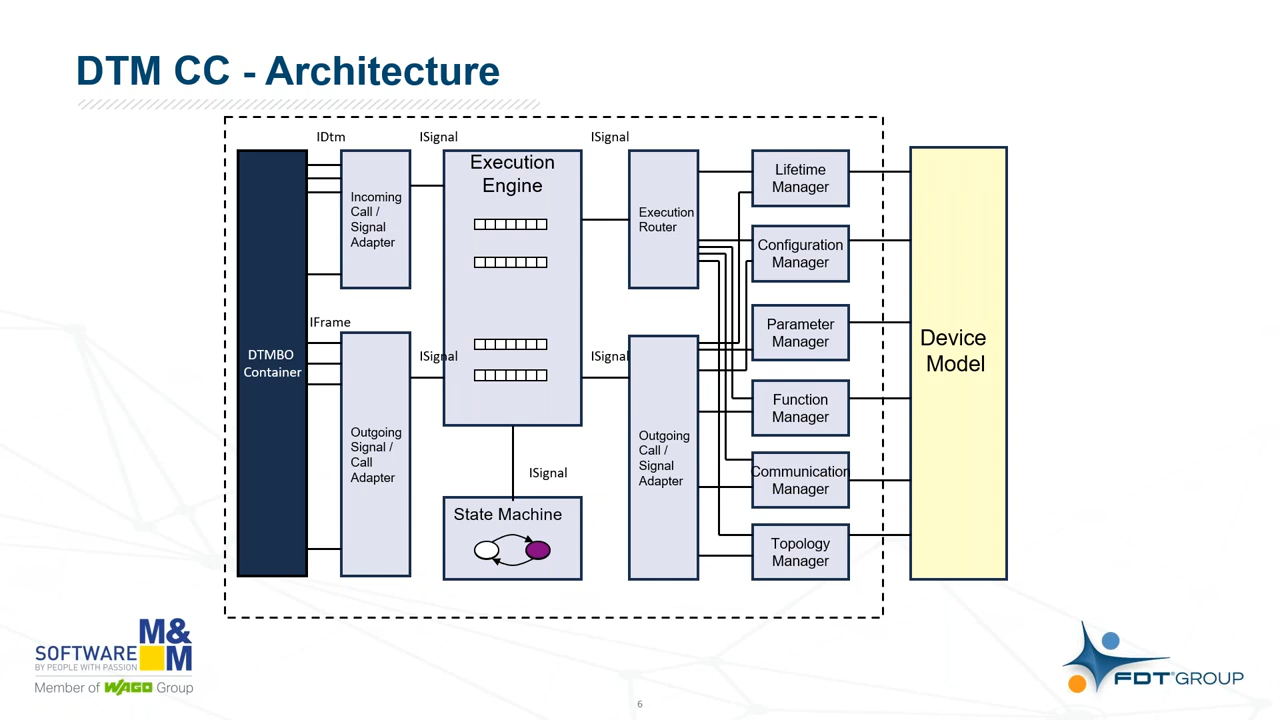 DTM CC - Architecture
IDtm
ISignal
ISignal
Execution
Engine
Incoming
Call /
Signal
Adapter
Execution
Router
Lifetime
Manager
Configuration
Manager
IFrame
DTMBO
Container
ISignal
ISignal
Parameter
Manager
Device
Model
Outgoing
Signal /
Call
Adapter
Outgoing
Call /
Signal
Adapter
Function
Manager
ISignal
Communication
Manager
State Machine
Topology
Manager
M&
M
SOFTWARE
BY PEOPLE WITH PASSION
Member of WAGO Group
FDT® GROUP
6